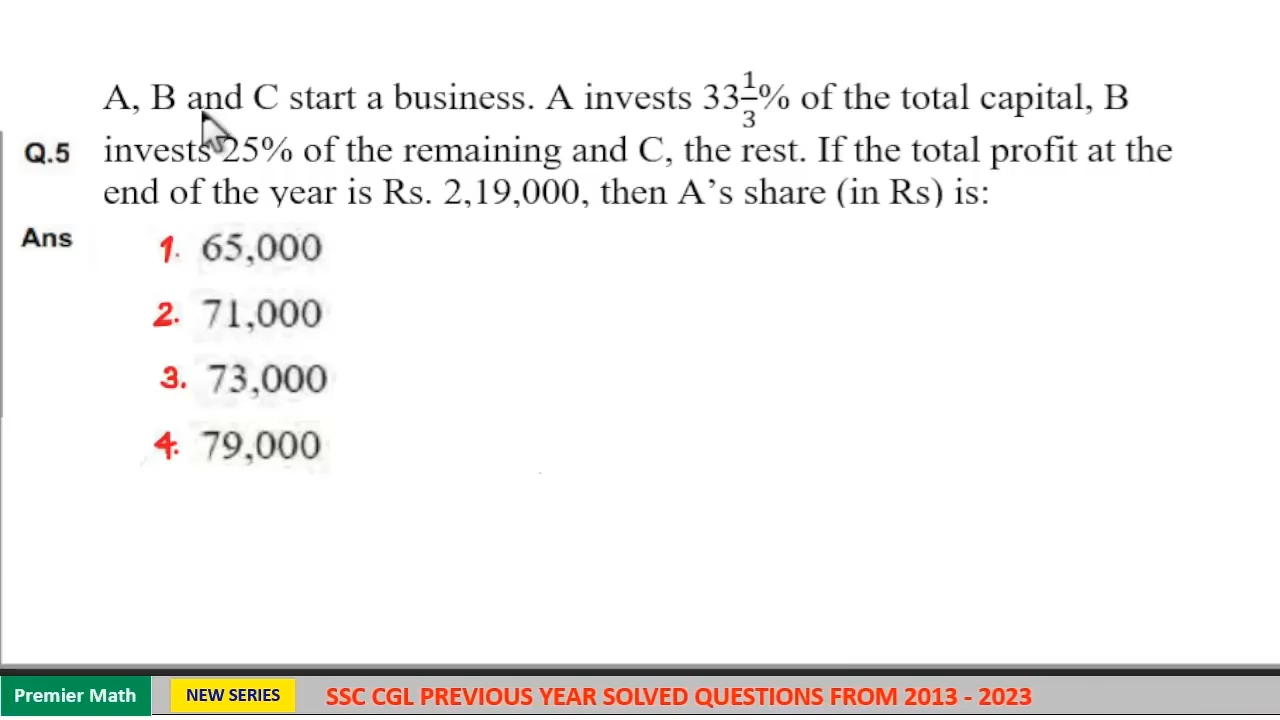 A, B and C start a business. A invests 33 1/3% of the total capital, B
Q.5 invests 25% of the remaining and C, the rest. If the total profit at the
end of the year is Rs. 2,19,000, then A’s share (in Rs) is:
Ans 1. 65,000
2. 71,000
3. 73,000
4. 79,000
Premier Math NEW SERIES SSC CGL PREVIOUS YEAR SOLVED QUESTIONS FROM 2013 - 2023